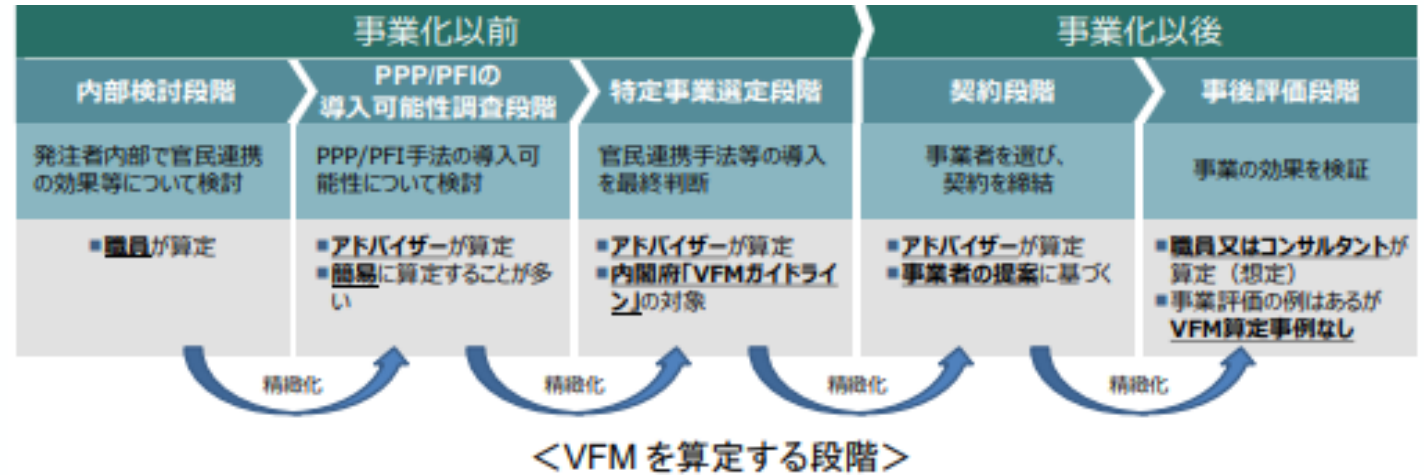 事業化以前
事業化以後
内部検討段階
PPP/PFIの
導入可能性調査段階
特定事業選定段階
契約段階
事後評価段階
発注者内部で官民連携
の効果等について検討
PPP/PFI手法の導入可
能性について検討
官民連携手法等の導入
を最終判断
事業者を選び、
契約を締結
事業の効果を検証
■職員が算定
■アドバイザーが算定
■簡易に算定することが多
い
■アドバイザーが算定
■内閣府「VFMガイドライ
ン」の対象
■アドバイザーが算定
■事業者の提案に基づく
■職員又はコンサルタントが
算定（想定）
■事業評価の例はあるが
VFM算定事例なし
精緻化
精緻化
精緻化
精緻化
＜VFM を算定する段階＞